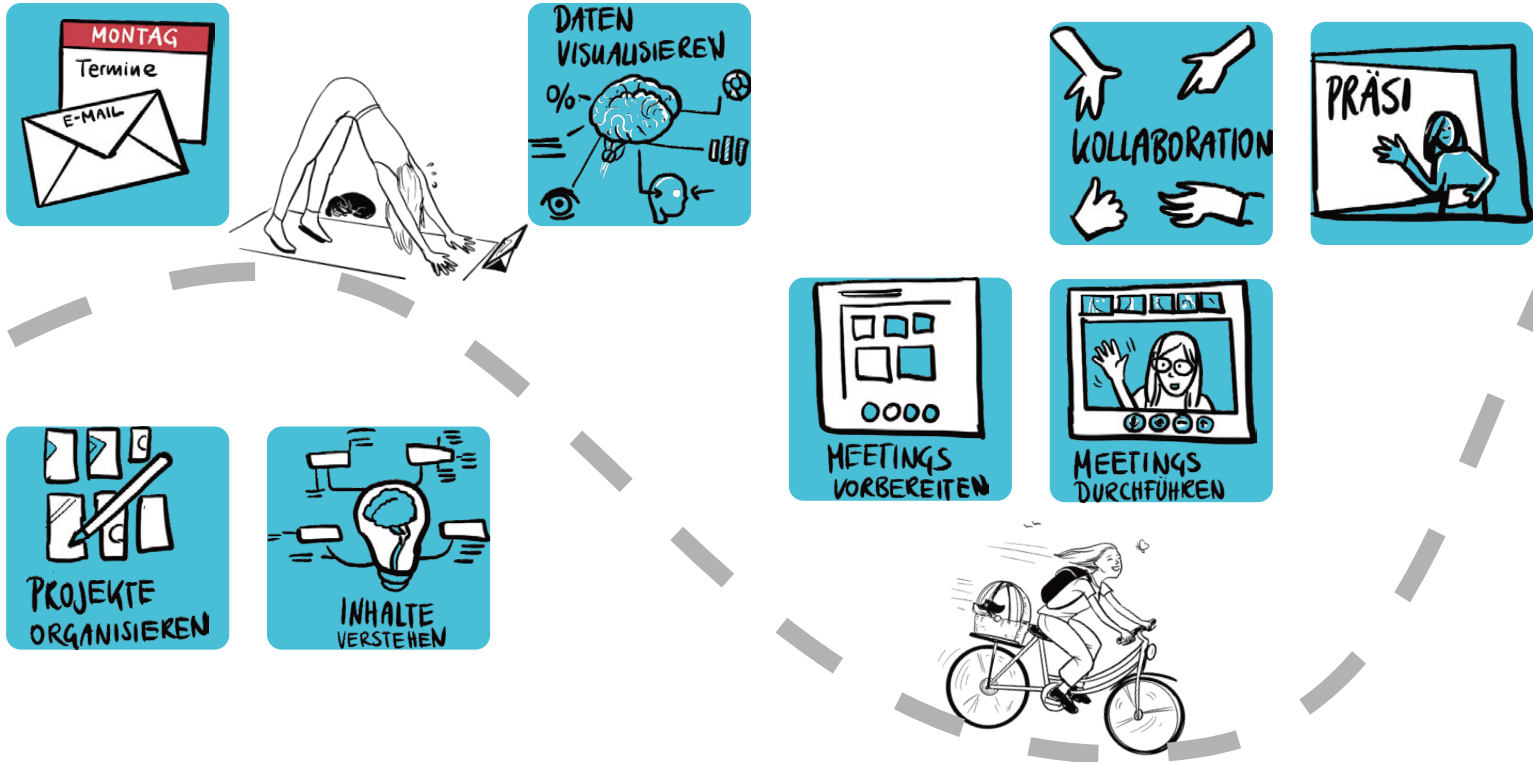 MONTAG
Termine
E-MAIL
DATEN
VISUALISIEREN
%
KOLLABORATION
PRÄSI
MEETINGS
VORBEREITEN
MEETINGS
DURCHFÜHREN
PROJEKTE
ORGANISIEREN
INHALTE
VERSTEHEN